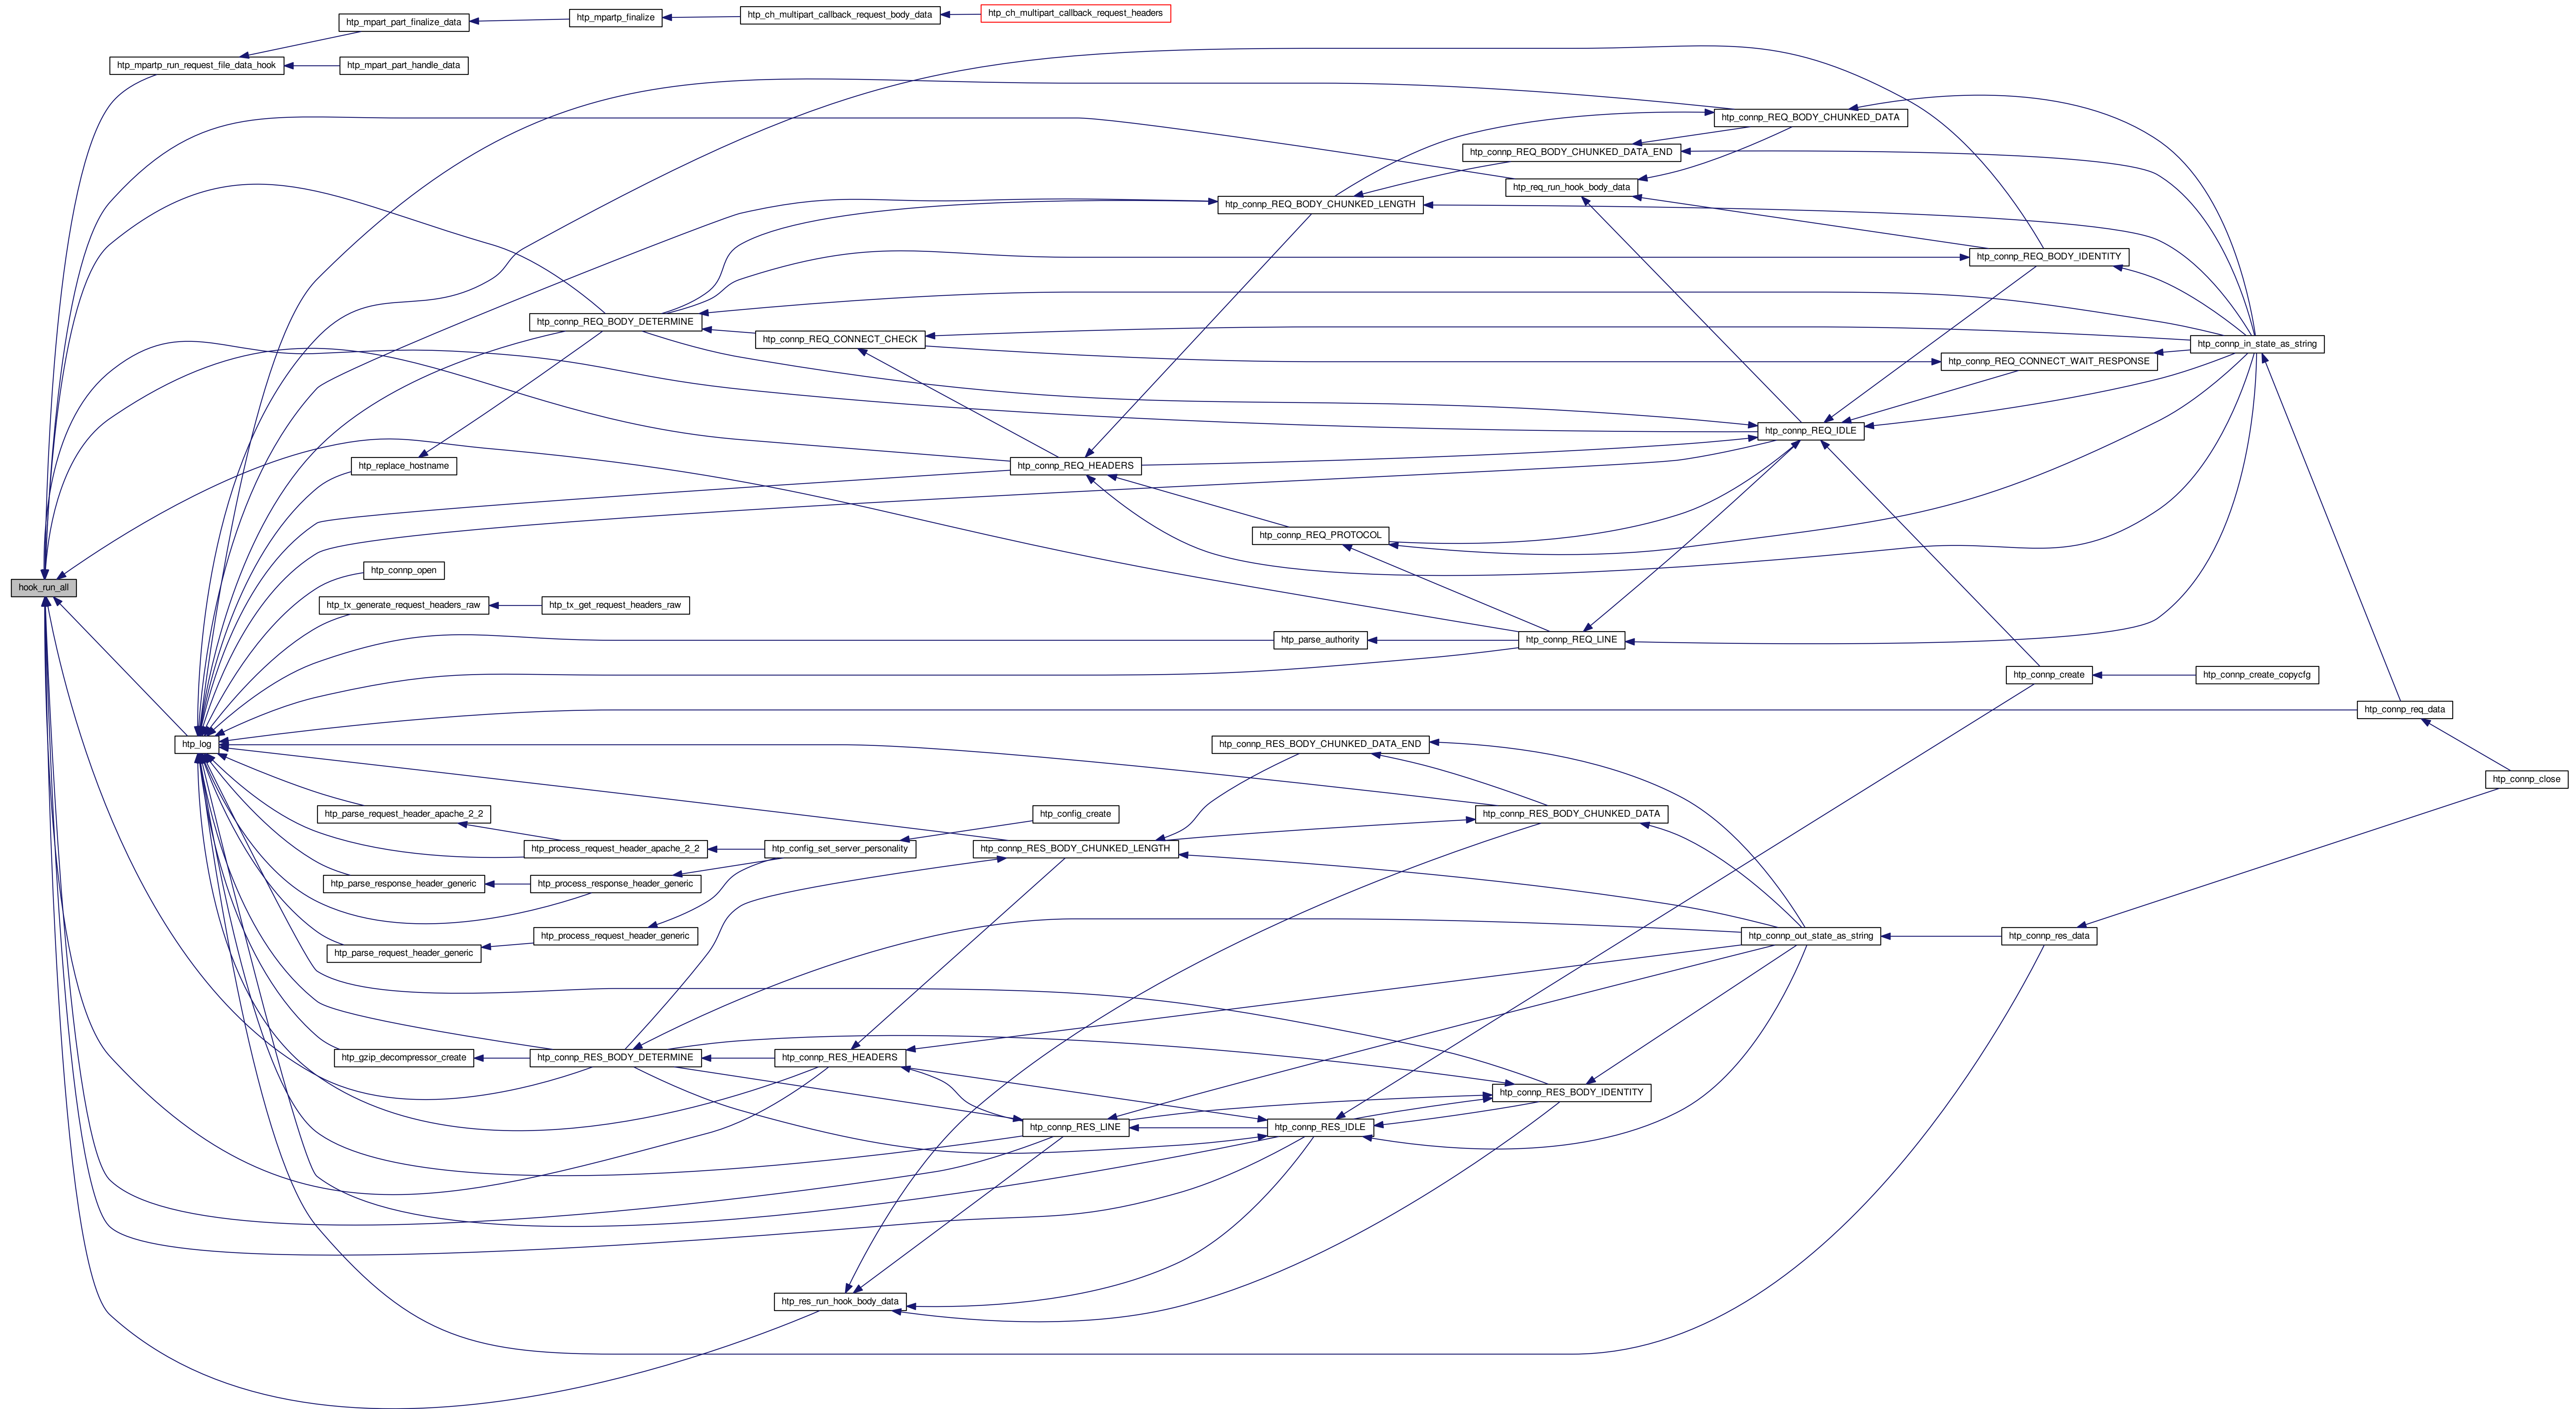 htp_ch_multipart_callback_request_headers
htp_ch_multipart_callback_request_body_data
htp_mpartp_finalize
htp_mpart_part_finalize_data
htp_mpartp_run_request_file_data_hook
htp_mpart_part_handle_data
htp_connp_REQ_BODY_CHUNKED_DATA
htp_connp_REQ_BODY_CHUNKED_DATA_END
htp_req_run_hook_body_data
htp_connp_REQ_BODY_CHUNKED_LENGTH
htp_connp_REQ_BODY_IDENTITY
htp_connp_REQ_BODY_DETERMINE
htp_connp_REQ_CONNECT_CHECK
htp_connp_in_state_as_string
htp_connp_REQ_CONNECT_WAIT_RESPONSE
htp_connp_REQ_IDLE
htp_replace_hostname
htp_connp_REQ_HEADERS
htp_connp_REQ_PROTOCOL
htp_connp_open
hook_run_all
htp_tx_generate_request_headers_raw
htp_tx_get_request_headers_raw
htp_parse_authority
htp_connp_REQ_LINE
htp_connp_create
htp_connp_create_copycfg
htp_connp_req_data
htp_log
htp_connp_RES_BODY_CHUNKED_DATA_END
htp_connp_close
htp_parse_request_header_apache_2_2
htp_config_create
htp_connp_RES_BODY_CHUNKED_DATA
htp_process_request_header_apache_2_2
htp_config_set_server_personality
htp_connp_RES_BODY_CHUNKED_LENGTH
htp_parse_response_header_generic
htp_process_response_header_generic
htp_process_request_header_generic
htp_connp_out_state_as_string
htp_connp_res_data
htp_parse_request_header_generic
htp_gzip_decompressor_create
htp_connp_RES_BODY_DETERMINE
htp_connp_RES_HEADERS
htp_connp_RES_BODY_IDENTITY
htp_connp_RES_LINE
htp_connp_RES_IDLE
htp_res_run_hook_body_data